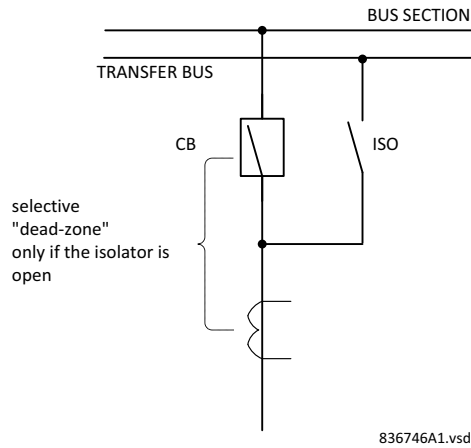 BUS SECTION
TRANSFER BUS
CB
ISO
selective
"dead-zone"
only if the isolator is
open
836746A1.vsd